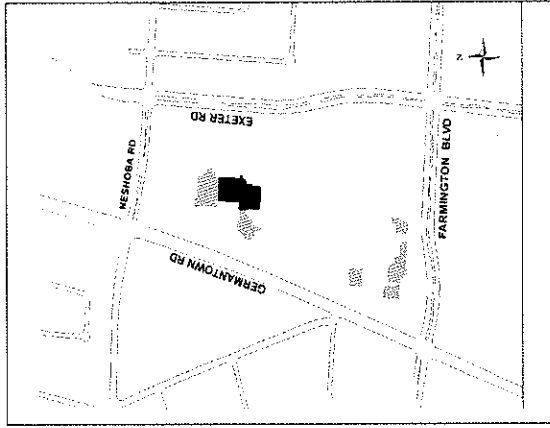 EXETER RD
NESHOBA RD
FARMINGTON BLVD
GERMANTOWN RD
N